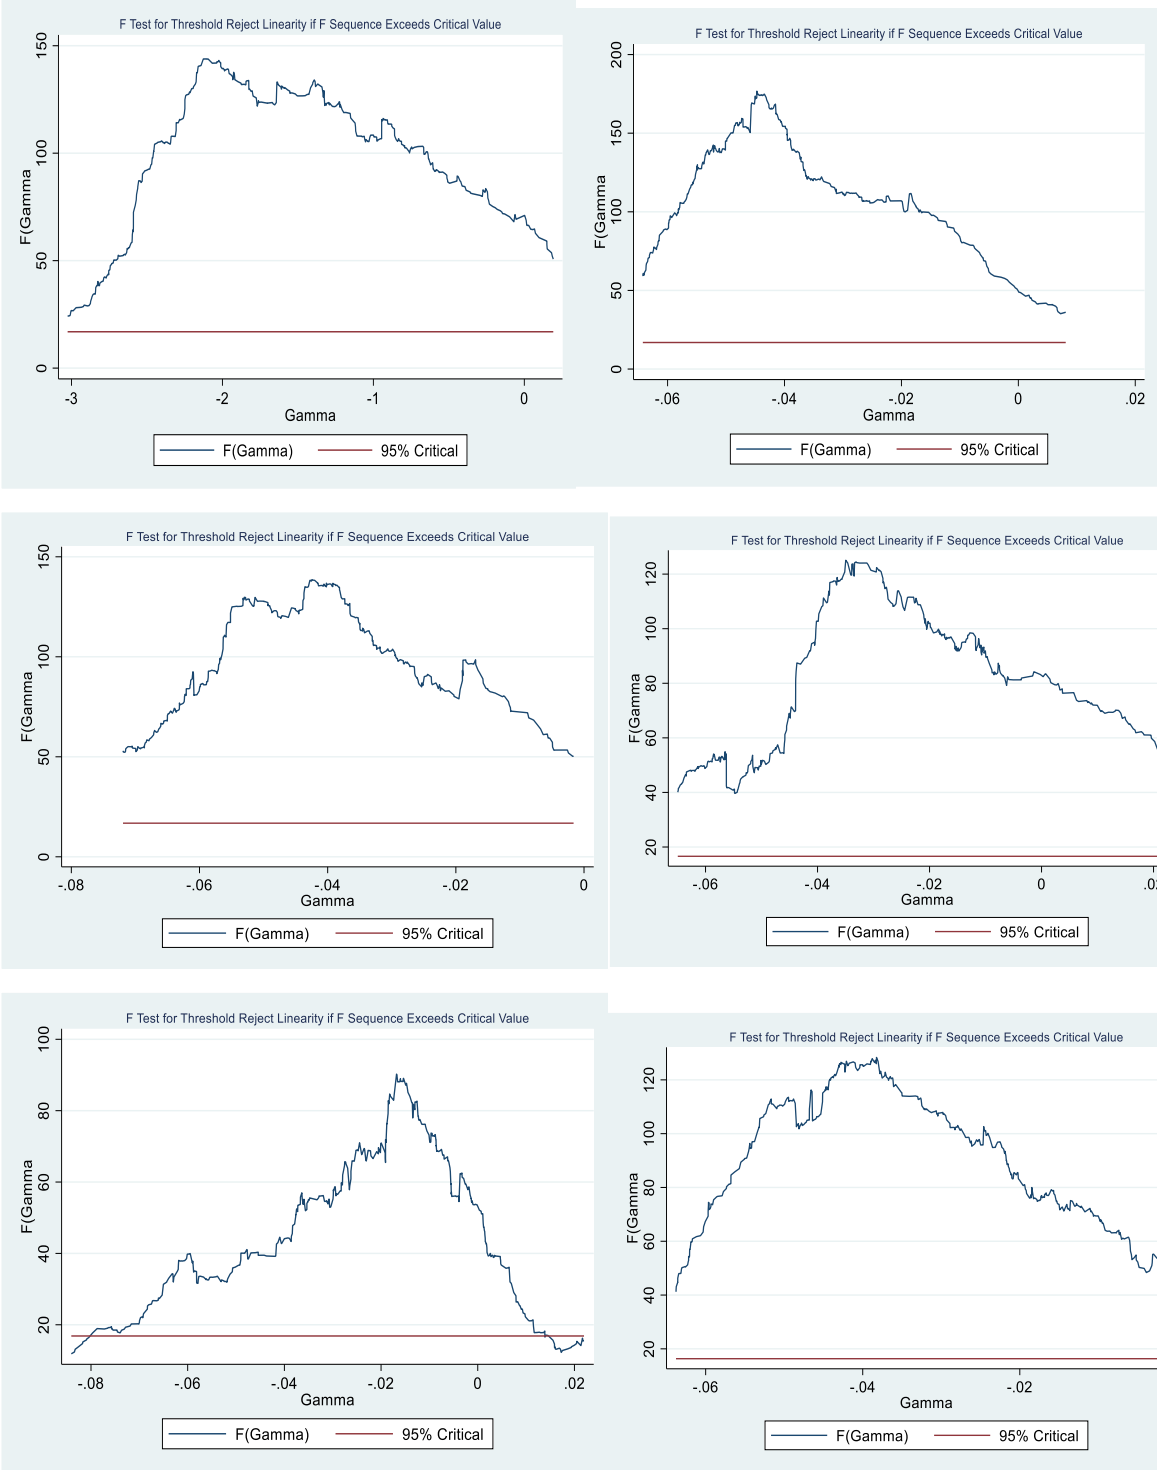 F Test for Threshold Reject Linearity if F Sequence Exceeds Critical Value
150
100
50
0
F(Gamma
-3 -2 -1 0
Gamma
F(Gamma) 95% Critical
F Test for Threshold Reject Linearity if F Sequence Exceeds Critical Value
200
150
100
50
0
F(Gamma
-.06 -.04 -.02 0 .02
Gamma
F(Gamma) 95% Critical
F Test for Threshold Reject Linearity if F Sequence Exceeds Critical Value
150
100
50
0
F(Gamma
-.08 -.06 -.04 -.02 0
Gamma
F(Gamma) 95% Critical
F Test for Threshold Reject Linearity if F Sequence Exceeds Critical Value
120
100
80
60
40
20
F(Gamma
-.06 -.04 -.02 0 .02
Gamma
F(Gamma) 95% Critical
F Test for Threshold Reject Linearity if F Sequence Exceeds Critical Value
100
80
60
40
20
F(Gamma
-.08 -.06 -.04 -.02 0 .02
Gamma
F(Gamma) 95% Critical
F Test for Threshold Reject Linearity if F Sequence Exceeds Critical Value
120
100
80
60
40
20
F(Gamma
-.06 -.04 -.02
Gamma
F(Gamma) 95% Critical